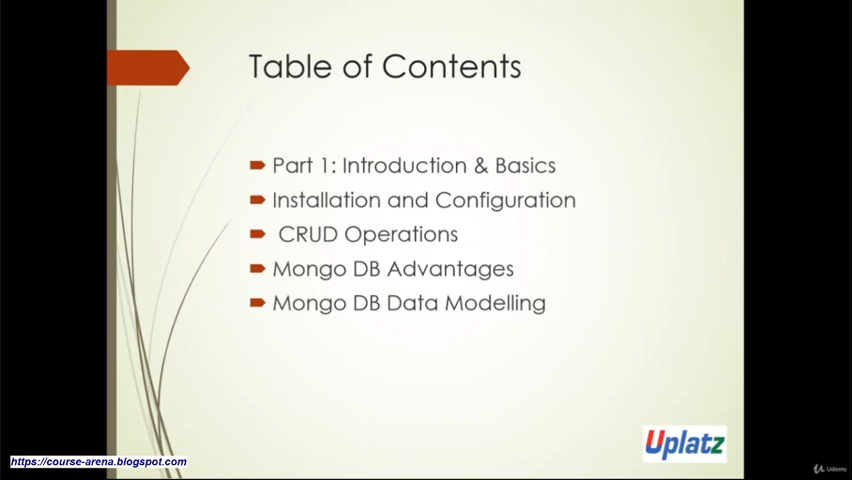 Table of Contents
Part 1: Introduction & Basics
Installation and Configuration
CRUD Operations
Mongo DB Advantages
Mongo DB Data Modelling
Uplatz
https://course-arena.blogspot.com
Udemy